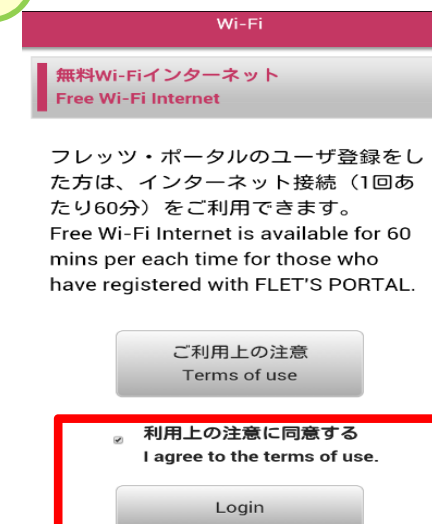 Wi-Fi
無料Wi-Fiインターネット
Free Wi-Fi Internet
フレッツ・ポータルのユーザ登録をし
た方は、インターネット接続（1回あ
たり60分）をご利用できます。
Free Wi-Fi Internet is available for 60
mins per each time for those who
have registered with FLET'S PORTAL.
ご利用上の注意
Terms of use
利用上の注意に同意する
I agree to the terms of use.
Login